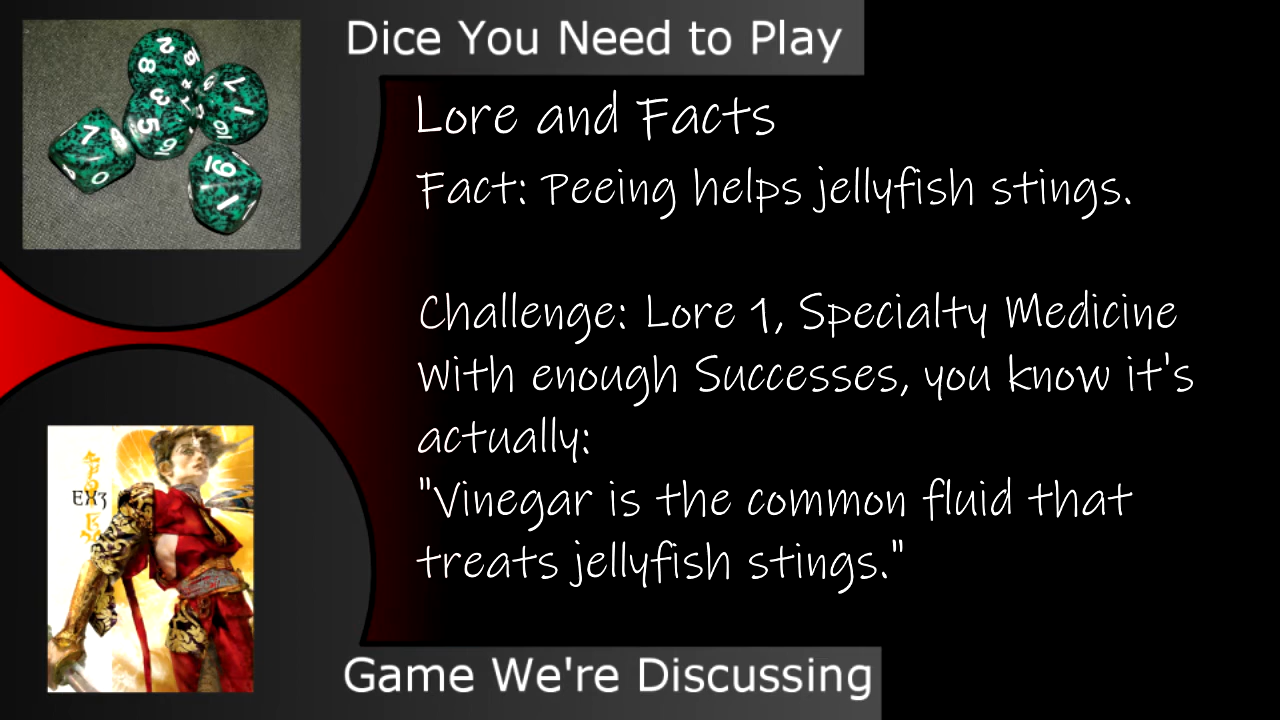 Dice You Need to Play
Lore and Facts
Fact: Peeing helps jellyfish stings.
Challenge: Lore 1, Specialty Medicine
With enough Successes, you know it's
actually:
"Vinegar is the common fluid that
treats jellyfish stings."
EX3
Game We're Discussing